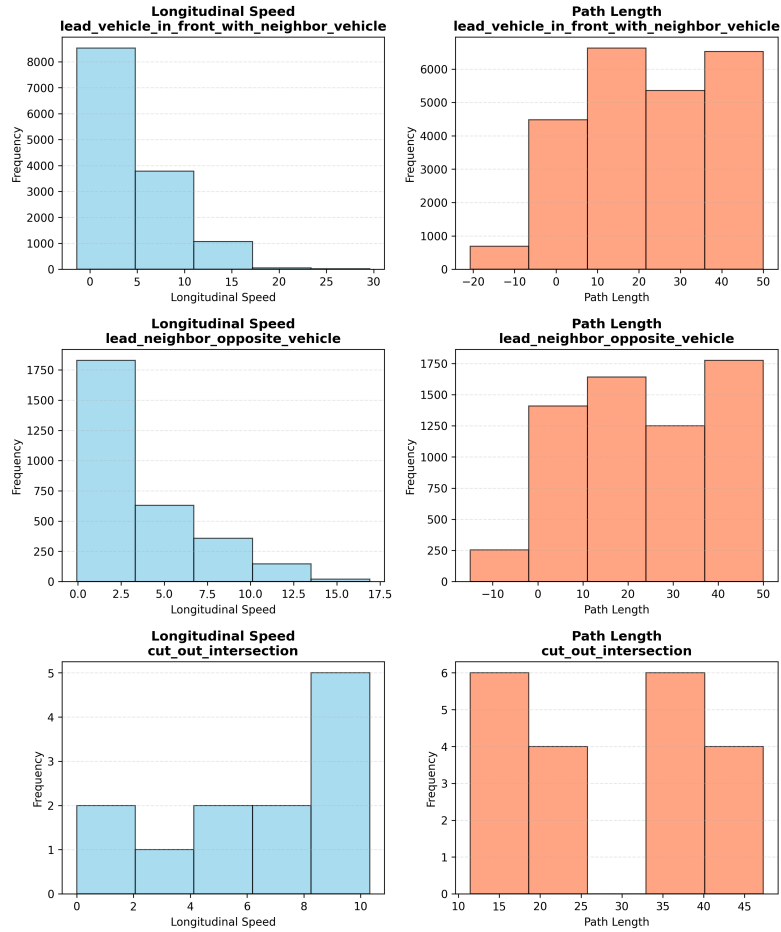 Longitudinal Speed
lead_vehicle_in_front_with_neighbor_vehicle
Frequency
8000
7000
6000
5000
4000
3000
2000
1000
0
0 5 10 15 20 25 30
Longitudinal Speed
Path Length
lead_vehicle_in_front_with_neighbor_vehicle
Frequency
6000
5000
4000
3000
2000
1000
0
−20 −10 0 10 20 30 40 50
Path Length
Longitudinal Speed
lead_neighbor_opposite_vehicle
Frequency
1750
1500
1250
1000
750
500
250
0
0.0 2.5 5.0 7.5 10.0 12.5 15.0 17.5
Longitudinal Speed
Path Length
lead_neighbor_opposite_vehicle
Frequency
1750
1500
1250
1000
750
500
250
0
−10 0 10 20 30 40 50
Path Length
Longitudinal Speed
cut_out_intersection
Frequency
5
4
3
2
1
0
0 2 4 6 8 10
Longitudinal Speed
Path Length
cut_out_intersection
Frequency
6
5
4
3
2
1
0
10 15 20 25 30 35 40 45
Path Length